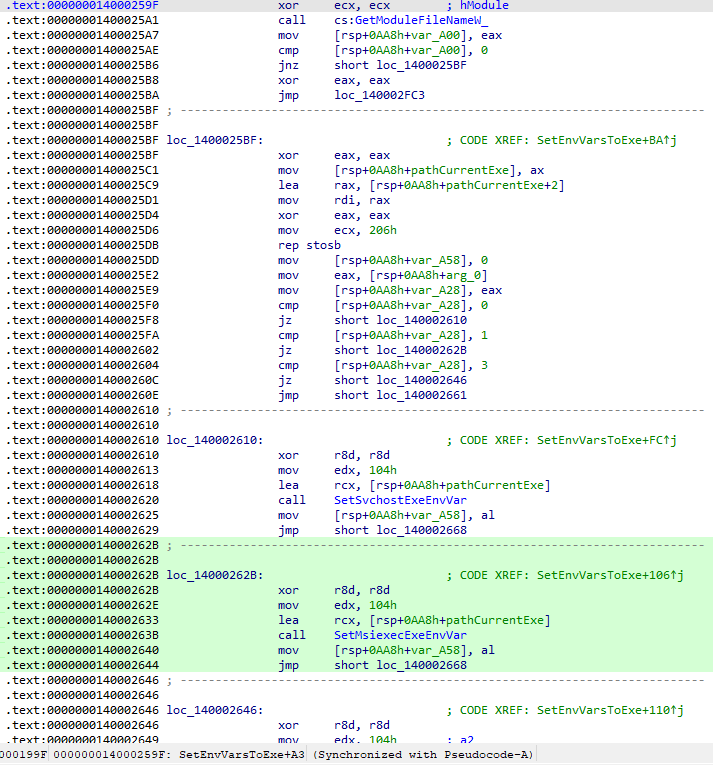 .text:000000014000259F xor ecx, ecx ; hModule
.text:00000001400025A1 call cs:GetModuleFileNameW_
.text:00000001400025A7 mov [rsp+0AA8h+var_A00], eax
.text:00000001400025AE cmp [rsp+0AA8h+var_A00], 0
.text:00000001400025B6 jnz short loc_1400025BF
.text:00000001400025B8 xor eax, eax
.text:00000001400025BA jmp loc_140002FC3
.text:00000001400025BF ; ---------------------------------------------------------------------------
.text:00000001400025BF
.text:00000001400025BF loc_1400025BF: ; CODE XREF: SetEnvVarsToExe+BA↑j
.text:00000001400025BF xor eax, eax
.text:00000001400025C1 mov [rsp+0AA8h+pathCurrentExe], ax
.text:00000001400025C9 lea rax, [rsp+0AA8h+pathCurrentExe+2]
.text:00000001400025D1 mov rdi, rax
.text:00000001400025D4 xor eax, eax
.text:00000001400025D6 mov ecx, 206h
.text:00000001400025DB rep stosb
.text:00000001400025DD mov [rsp+0AA8h+var_A58], 0
.text:00000001400025E2 mov eax, [rsp+0AA8h+arg_0]
.text:00000001400025E9 mov [rsp+0AA8h+var_A28], eax
.text:00000001400025F0 cmp [rsp+0AA8h+var_A28], 0
.text:00000001400025F8 jz short loc_140002610
.text:00000001400025FA cmp [rsp+0AA8h+var_A28], 1
.text:0000000140002602 jz short loc_14000262B
.text:0000000140002604 cmp [rsp+0AA8h+var_A28], 3
.text:000000014000260C jz short loc_140002646
.text:000000014000260E jmp short loc_140002661
.text:0000000140002610 ; ---------------------------------------------------------------------------
.text:0000000140002610
.text:0000000140002610 loc_140002610: ; CODE XREF: SetEnvVarsToExe+FC↑j
.text:0000000140002610 xor r8d, r8d
.text:0000000140002613 mov edx, 104h
.text:0000000140002618 lea rcx, [rsp+0AA8h+pathCurrentExe]
.text:0000000140002620 call SetSvchostExeEnvVar
.text:0000000140002625 mov [rsp+0AA8h+var_A58], al
.text:0000000140002629 jmp short loc_140002668
.text:000000014000262B ; ---------------------------------------------------------------------------
.text:000000014000262B
.text:000000014000262B loc_14000262B: ; CODE XREF: SetEnvVarsToExe+106↑j
.text:000000014000262B xor r8d, r8d
.text:000000014000262E mov edx, 104h
.text:0000000140002633 lea rcx, [rsp+0AA8h+pathCurrentExe]
.text:000000014000263B call SetMsiexecExeEnvVar
.text:0000000140002640 mov [rsp+0AA8h+var_A58], al
.text:0000000140002644 jmp short loc_140002668
.text:0000000140002646 ; ---------------------------------------------------------------------------
.text:0000000140002646
.text:0000000140002646 loc_140002646: ; CODE XREF: SetEnvVarsToExe+110↑j
.text:0000000140002646 xor r8d, r8d
.text:0000000140002649 mov edx, 104h ; a2
000199F 000000014000259F: SetEnvVarsToExe+A3 (Synchronized with Pseudocode-A)